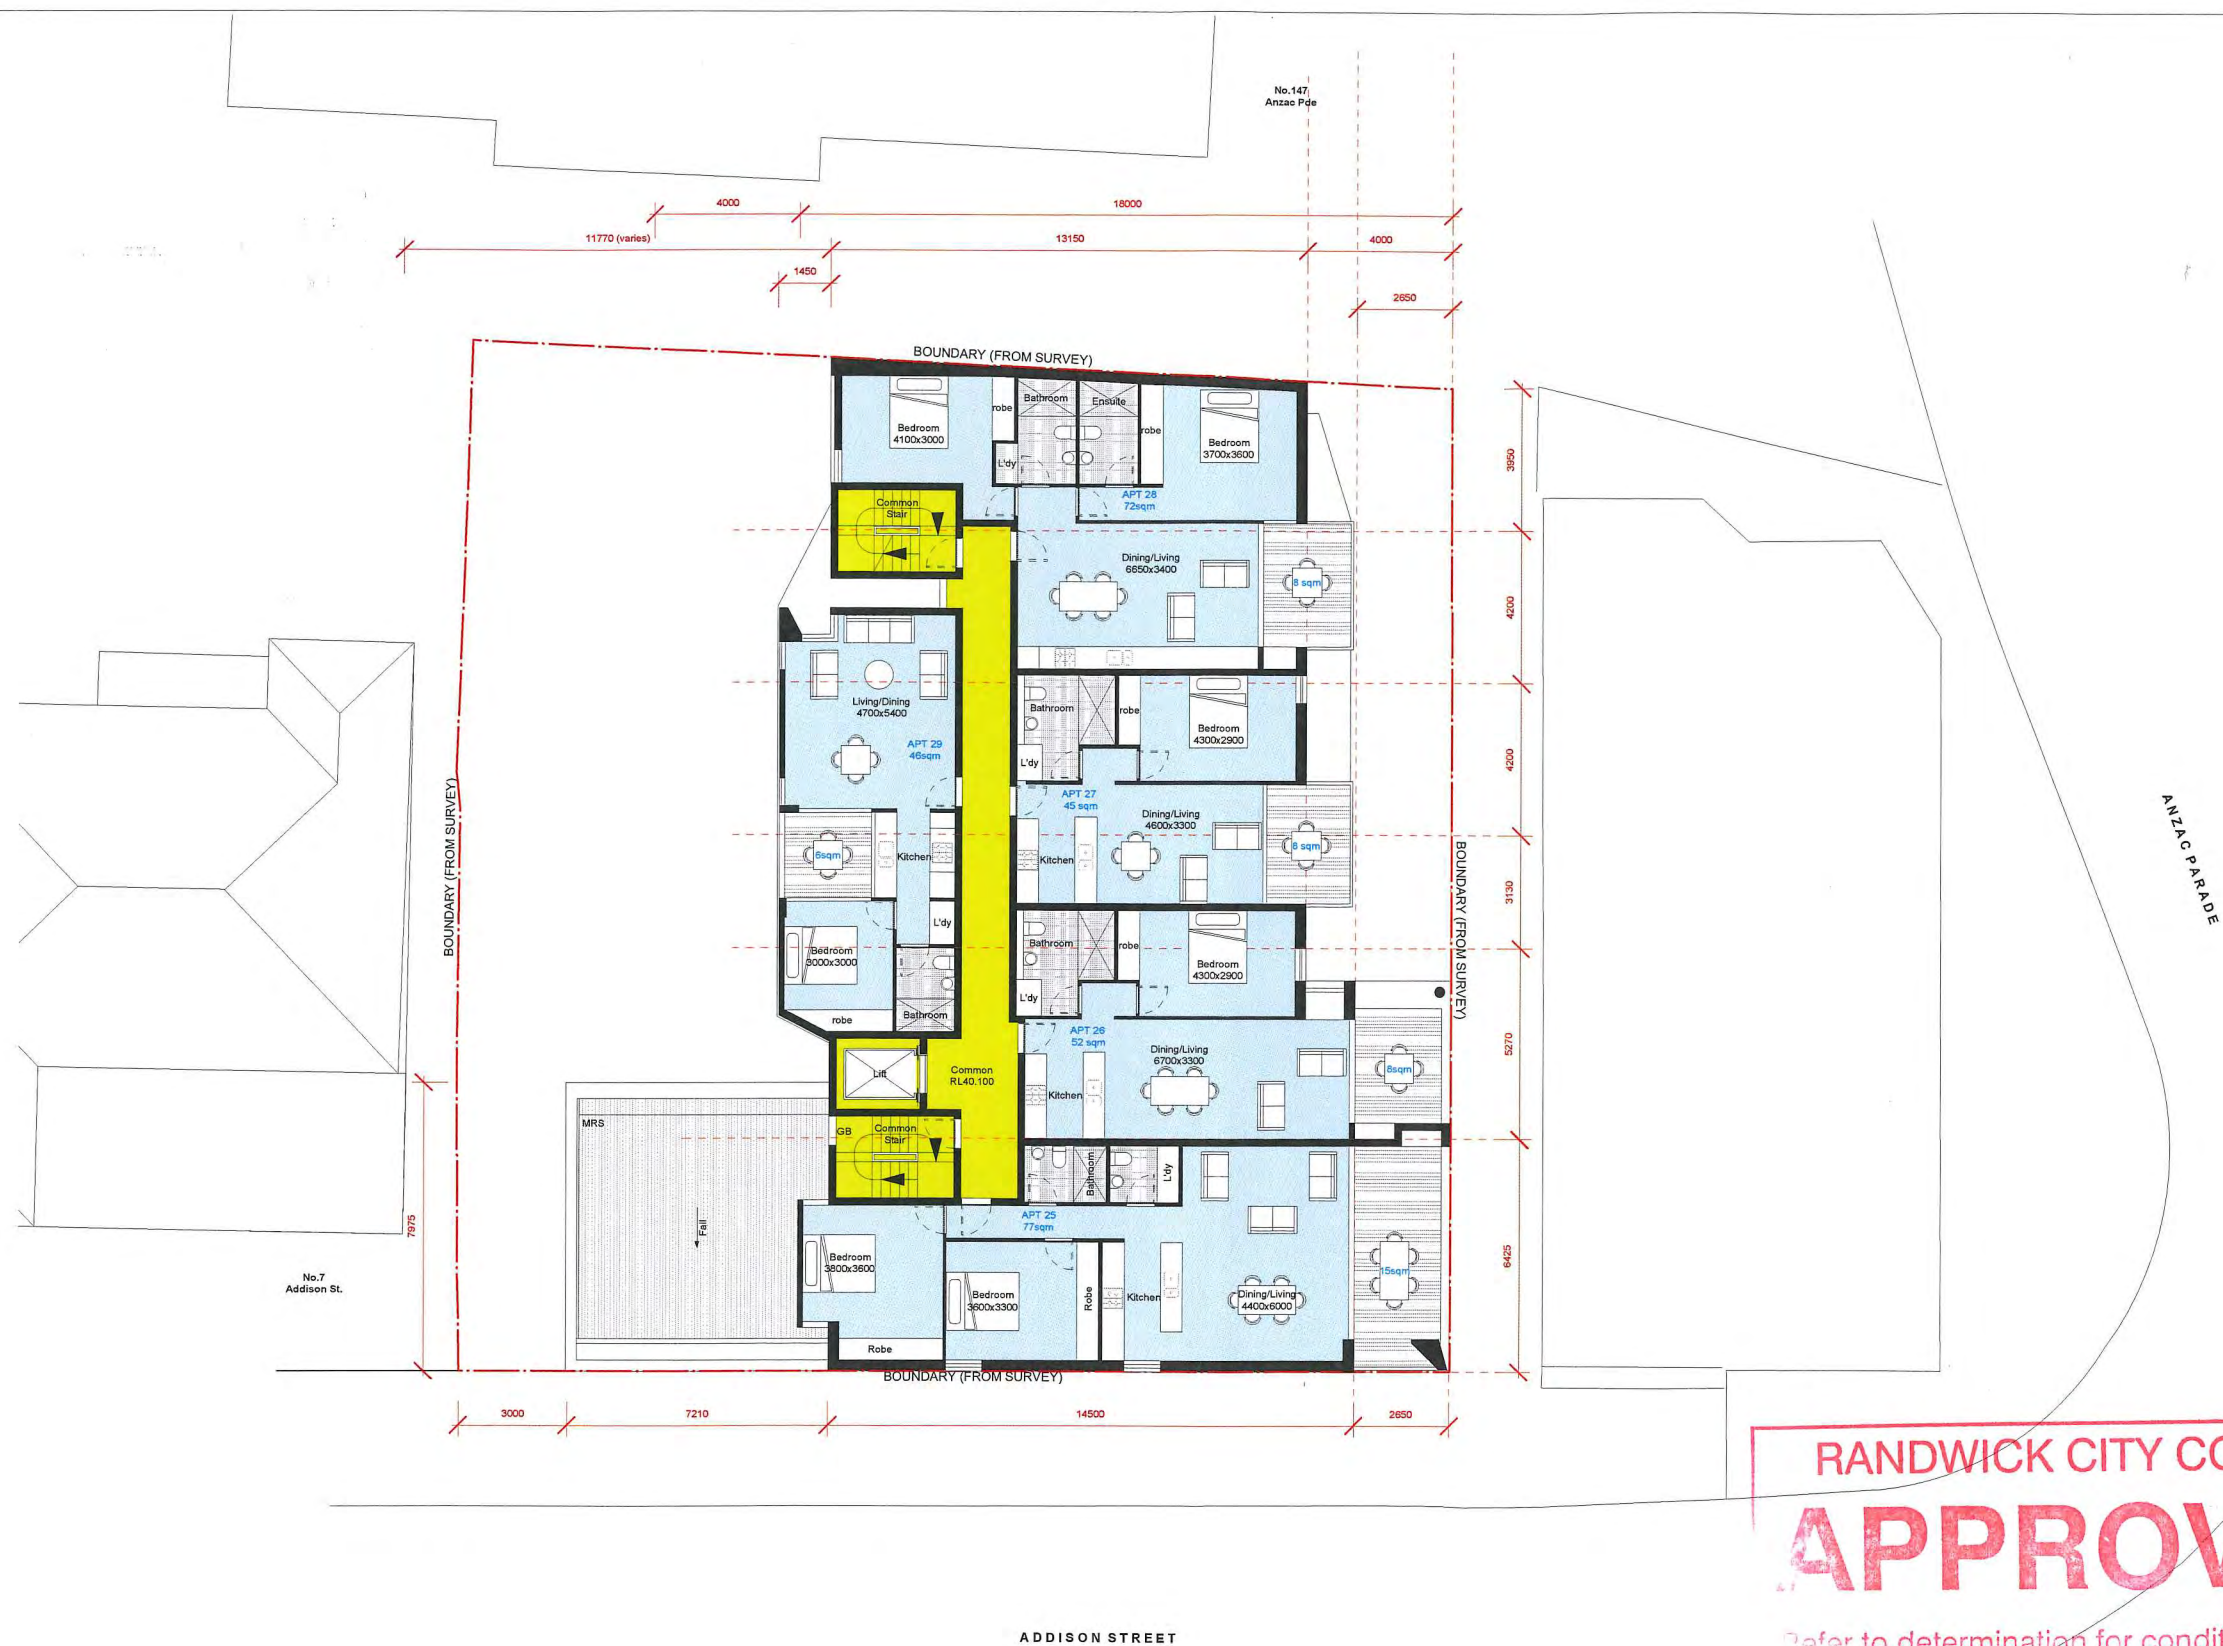 No.147
Anzac Pde
4000
18000
11770 (varies)
13150
4000
1450
2650
BOUNDARY (FROM SURVEY)
Bedroom
4100x3000
robe
Bathroom
Ensuite
robe
Bedroom
3700x3600
L'dy
APT 28
72sqm
Common
Stair
Dining/Living
6650x3400
8 sqm
3950
4200
Living/Dining
4700x5400
APT 29
46sqm
Bathroom
robe
Bedroom
4300x2900
L'dy
4200
APT 27
45 sqm
Dining/Living
4600x3300
Kitchen
8 sqm
6sqm
Kitchen
L'dy
3130
BOUNDARY (FROM SURVEY)
BOUNDARY (FROM SURVEY)
ANZAC PARADE
Bedroom
3000x3000
robe
Bathroom
Bathroom
robe
Bedroom
4300x2900
L'dy
APT 26
52 sqm
Dining/Living
6700x3300
Kitchen
8sqm
5270
Lift
Common
RL40.100
MRS
GB
Common
Stair
Bathroom
L'dy
APT 25
77sqm
Fall
7975
Bedroom
3800x3600
Robe
Bedroom
3600x3300
Robe
Kitchen
Dining/Living
4400x6000
15sqm
6425
No.7
Addison St.
BOUNDARY (FROM SURVEY)
3000
7210
14500
2650
RANDWICK CITY CO
APPROV
Refer to determination for condit
ADDISON STREET